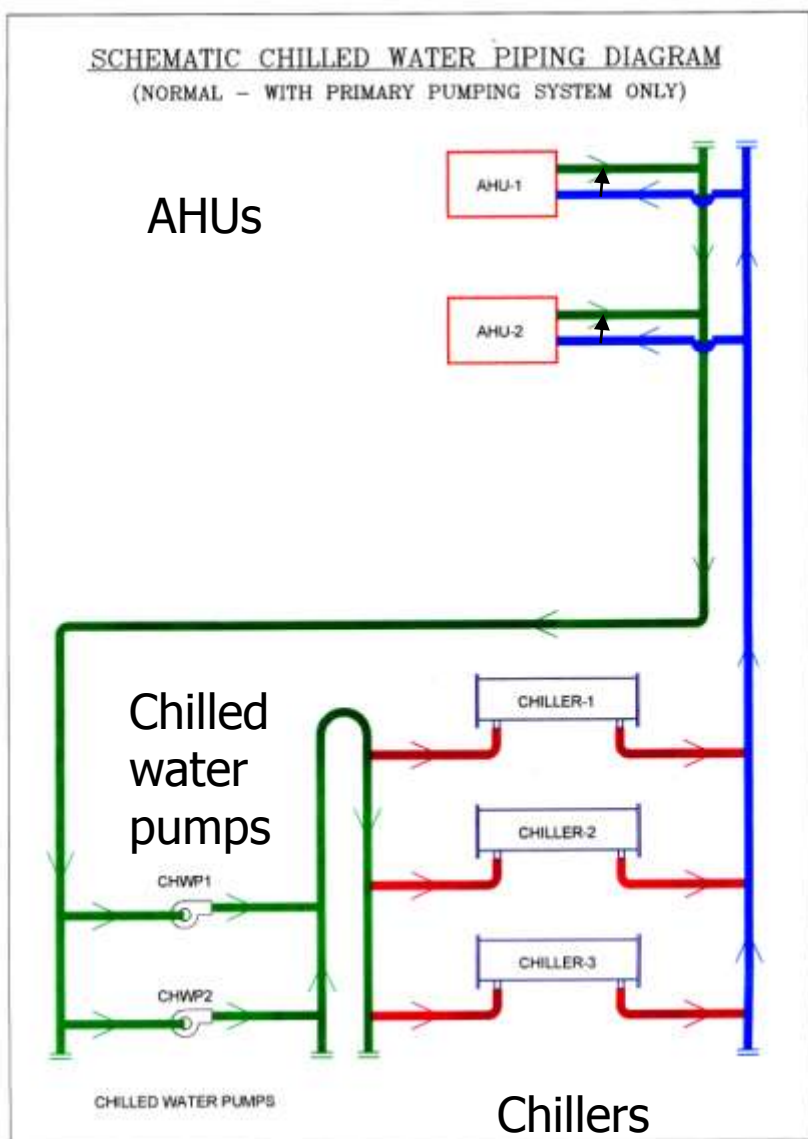 SCHEMATIC CHILLED WATER PIPING DIAGRAM
(NORMAL – WITH PRIMARY PUMPING SYSTEM ONLY)
AHU-1
AHUs
AHU-2
CHILLER-1
Chilled
water
pumps
CHILLER-2
CHWP1
CHILLER-3
CHWP2
CHILLED WATER PUMPS
Chillers